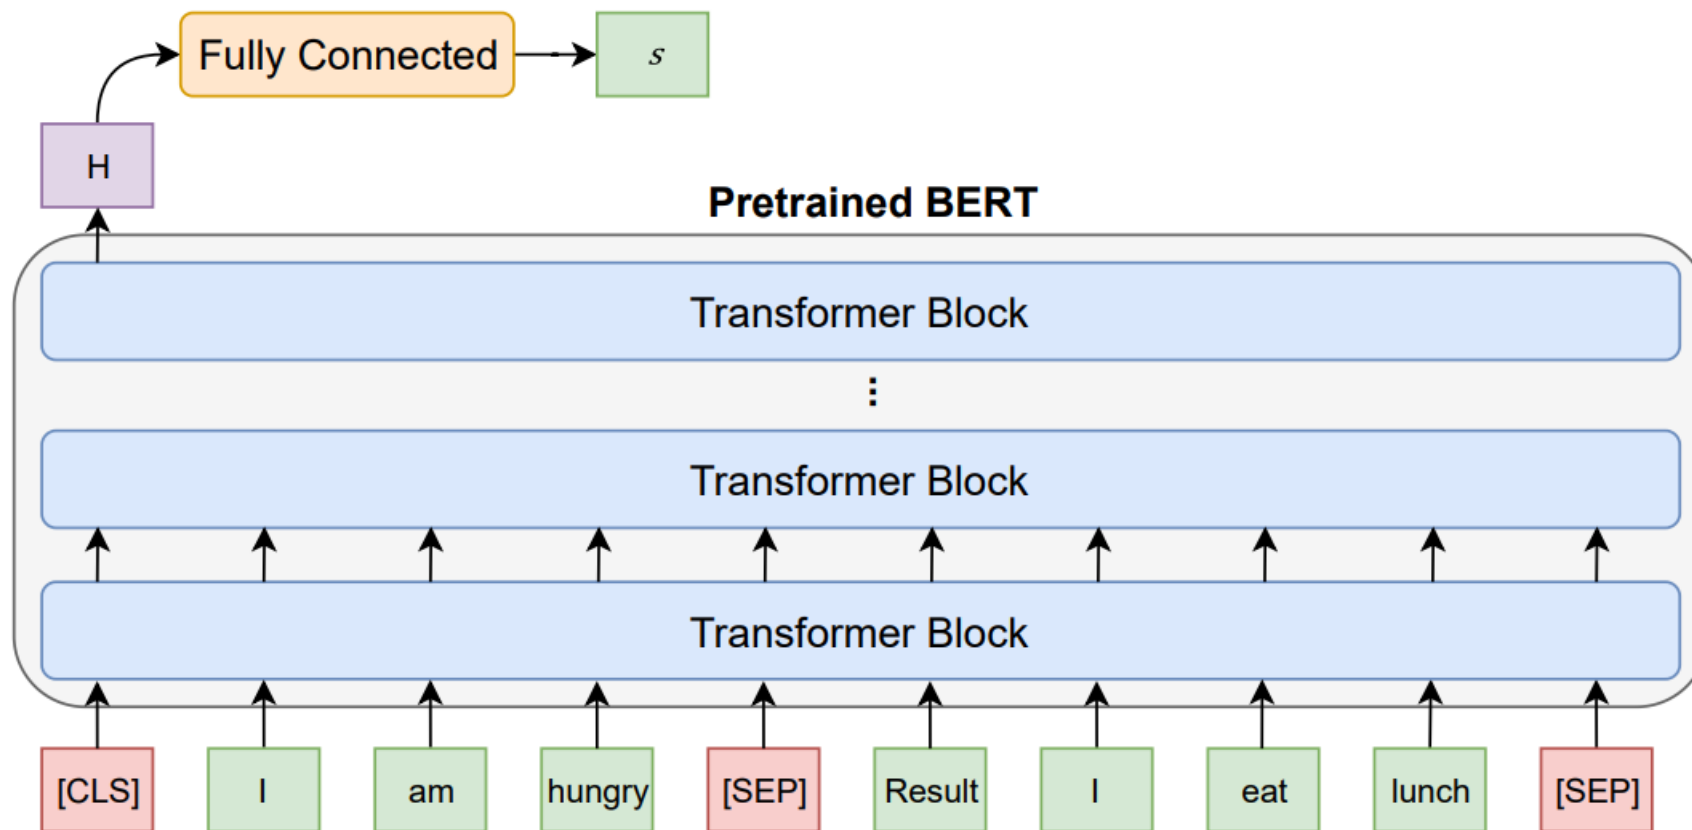 Fully Connected s
H
Pretrained BERT
Transformer Block
⋮
Transformer Block
Transformer Block
[CLS] I am hungry [SEP] Result I eat lunch [SEP]